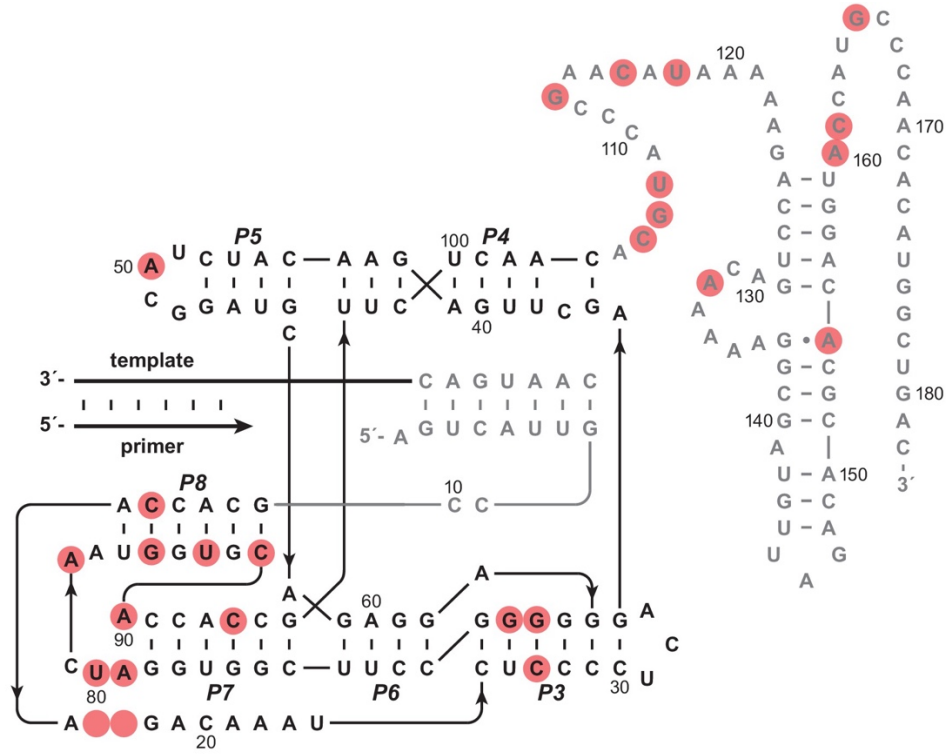 G C
U C
120
A A C A U A A A A C
G C C C A C A
A C A 170
110 A G A 160 C
U A U A
G C G C
P5 P4 C C G A
50 A U C U A C A A G 100 U C A A C A U A U
A C A 130 G C G
C G G A U G U U C A 40 G U U C G A A G
C A A A G A C
template
3´- C A G U A A C G C U
5´- primer
C G G
5´- A G U C A U U G 140 G C A
A C
P8 10 U A 150
A C C A C G C C G C 3´-
A A U G G U G C U A
U G
A
A A 60
A C C A C C G G A G G G G G G G G A
90 C
C U A G G U G G C U U C C C U C C C C U
80 P7 P6 P3 30
A G A C A A A U
20